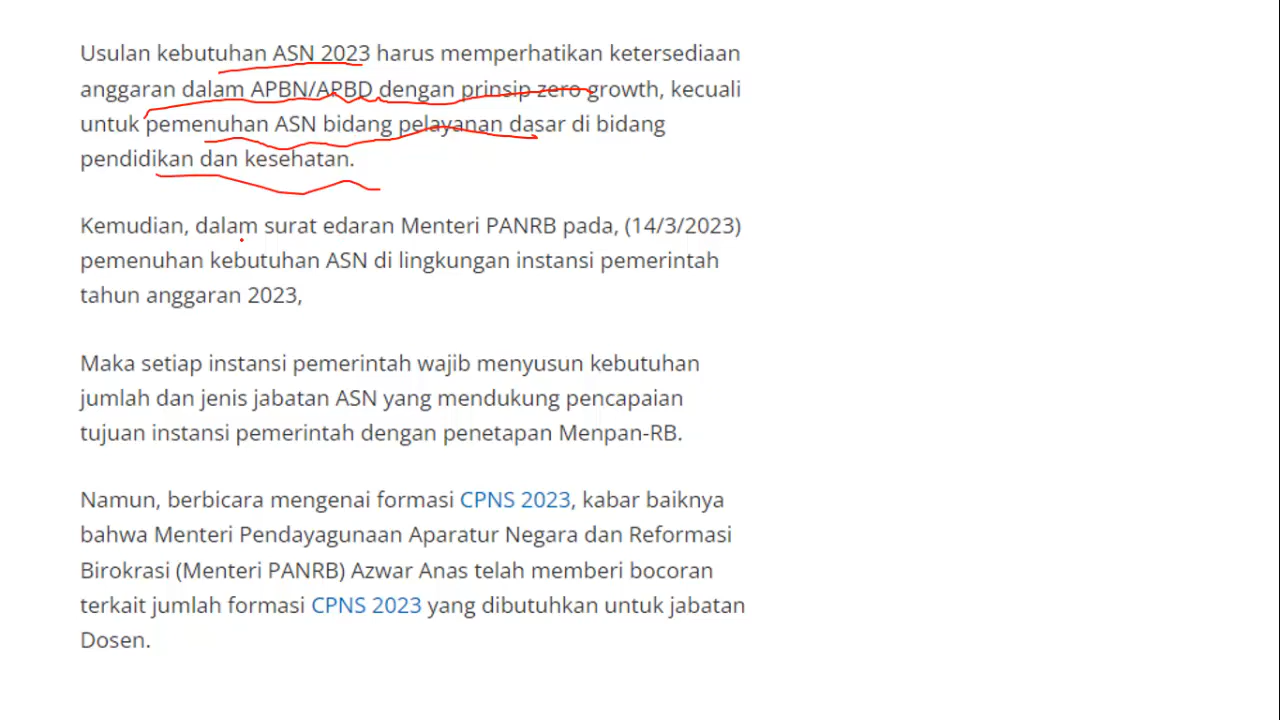 Usulan kebutuhan ASN 2023 harus memperhatikan ketersediaan
anggaran dalam APBN/APBD dengan prinsip zero growth, kecuali
untuk pemenuhan ASN bidang pelayanan dasar di bidang
pendidikan dan kesehatan.
Kemudian, dalam surat edaran Menteri PANRB pada, (14/3/2023)
pemenuhan kebutuhan ASN di lingkungan instansi pemerintah
tahun anggaran 2023,
Maka setiap instansi pemerintah wajib menyusun kebutuhan
jumlah dan jenis jabatan ASN yang mendukung pencapaian
tujuan instansi pemerintah dengan penetapan Menpan-RB.
Namun, berbicara mengenai formasi CPNS 2023, kabar baiknya
bahwa Menteri Pendayagunaan Aparatur Negara dan Reformasi
Birokrasi (Menteri PANRB) Azwar Anas telah memberi bocoran
terkait jumlah formasi CPNS 2023 yang dibutuhkan untuk jabatan
Dosen.